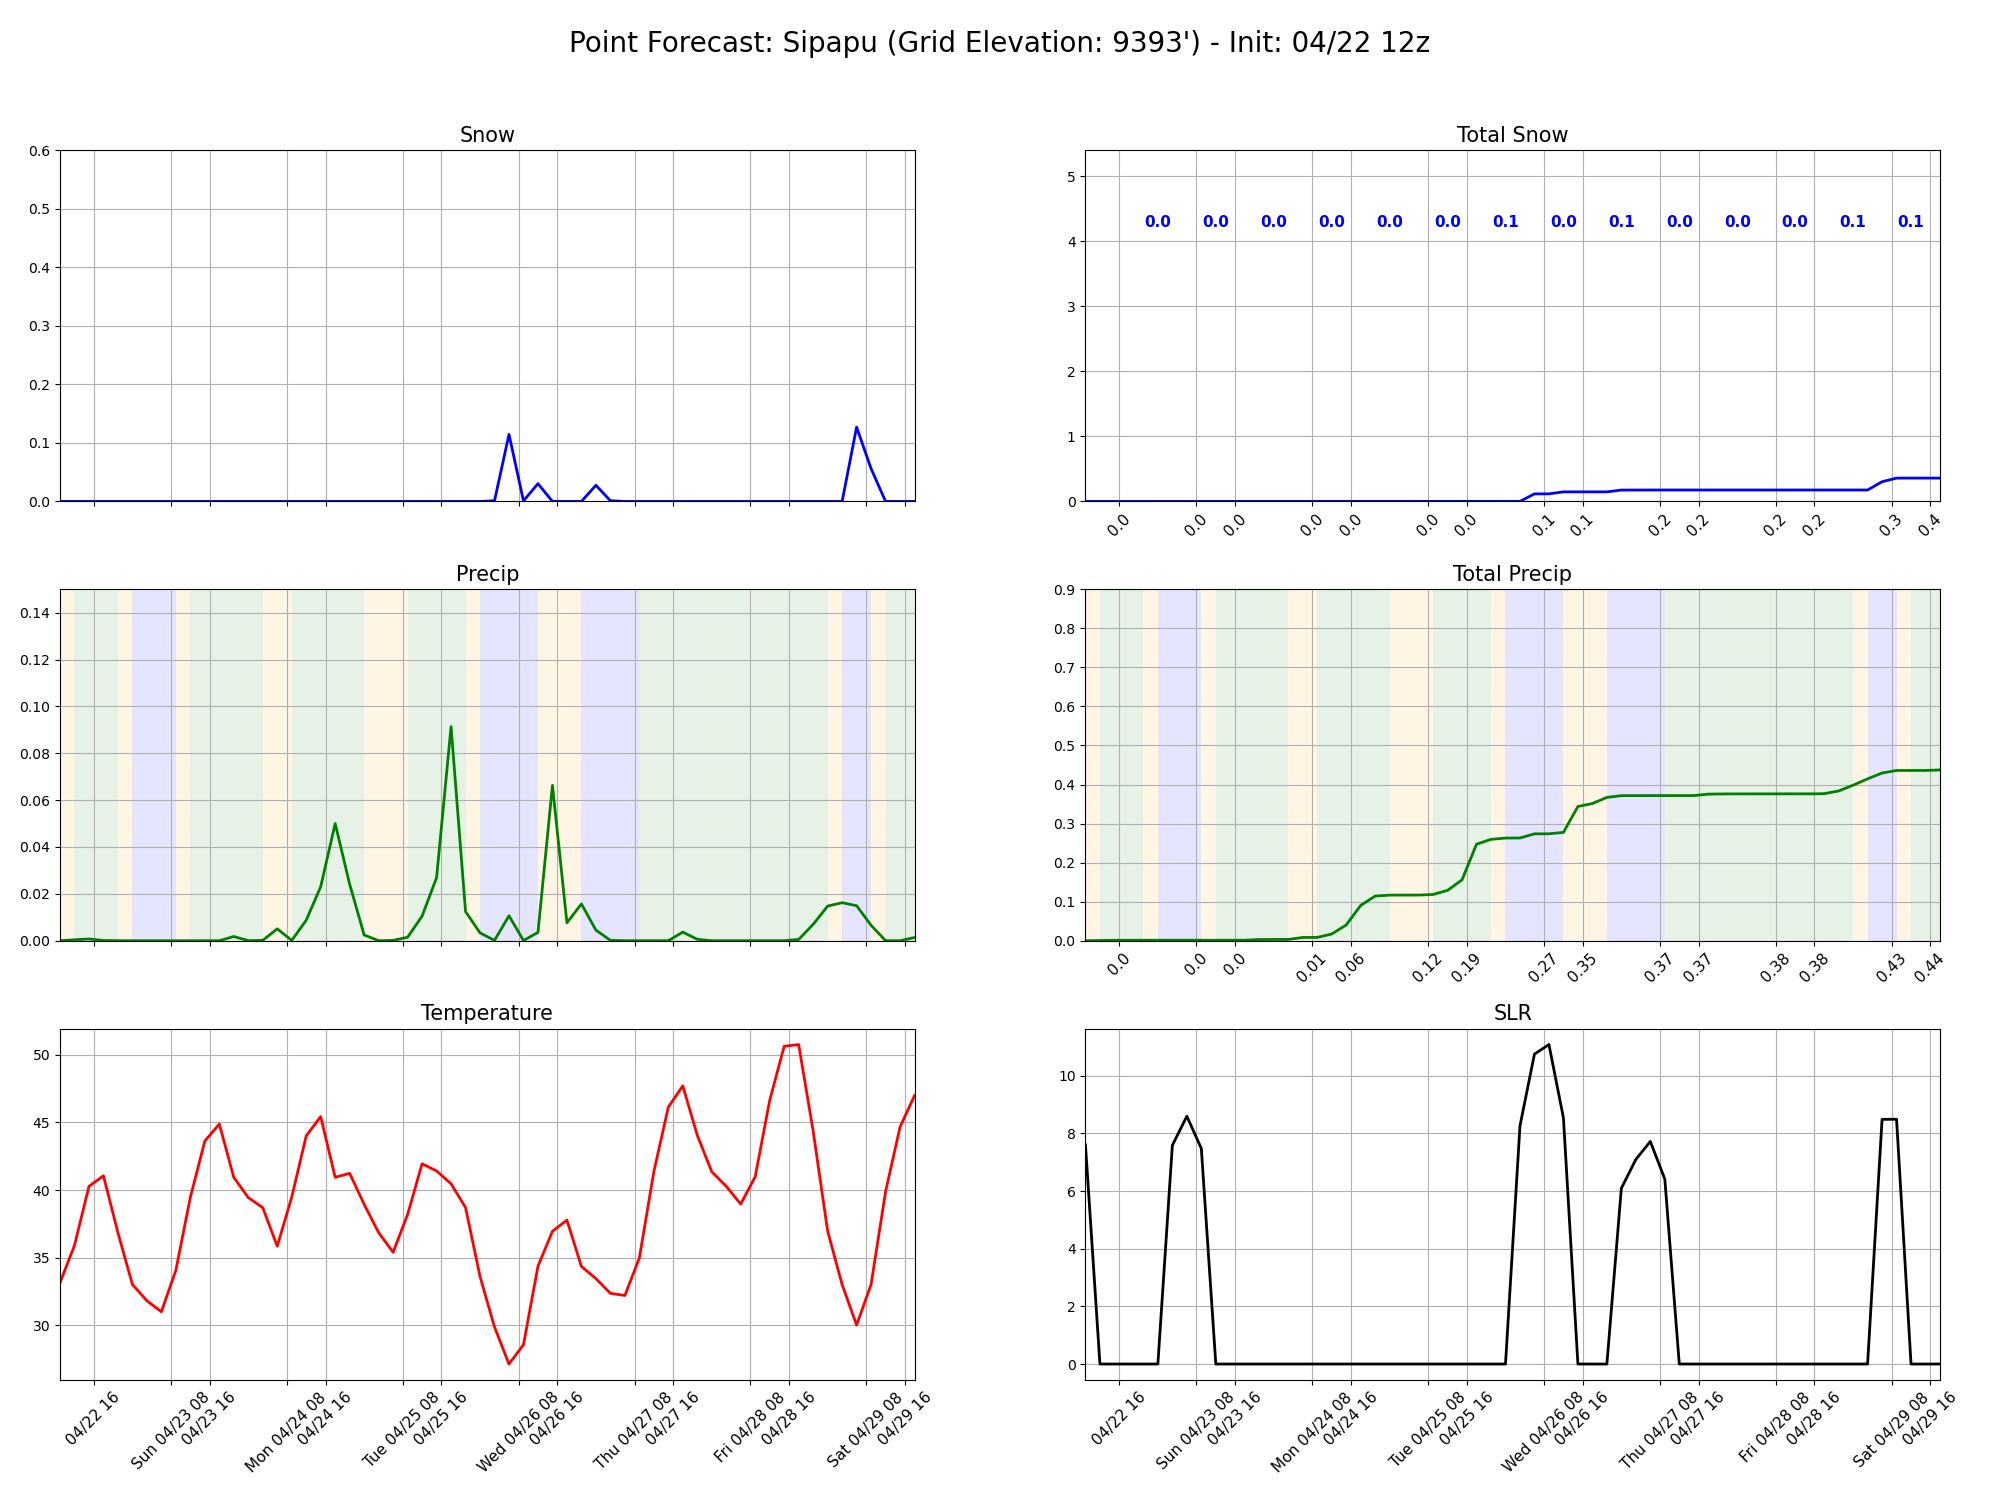 Point Forecast: Sipapu (Grid Elevation: 9393') - Init: 04/22 12z
Snow
0.6
0.5
0.4
0.3
0.2
0.1
0.0
Total Snow
5
4
3
2
1
0
0.0 0.0 0.0 0.0 0.0 0.0 0.1 0.0 0.1 0.0 0.0 0.0 0.1 0.1
0.0 0.0 0.0 0.0 0.0 0.0 0.0 0.1 0.1 0.2 0.2 0.2 0.2 0.3 0.4
Precip
0.14
0.12
0.10
0.08
0.06
0.04
0.02
0.00
Total Precip
0.9
0.8
0.7
0.6
0.5
0.4
0.3
0.2
0.1
0.0
0.0 0.0 0.0 0.01 0.06 0.12 0.19 0.27 0.35 0.37 0.37 0.38 0.38 0.43 0.44
Temperature
50
45
40
35
30
04/22 16
Sun 04/23 08
04/23 16
Mon 04/24 08
04/24 16
Tue 04/25 08
04/25 16
Wed 04/26 08
04/26 16
Thu 04/27 08
04/27 16
Fri 04/28 08
04/28 16
Sat 04/29 08
04/29 16
SLR
10
8
6
4
2
0
04/22 16
Sun 04/23 08
04/23 16
Mon 04/24 08
04/24 16
Tue 04/25 08
04/25 16
Wed 04/26 08
04/26 16
Thu 04/27 08
04/27 16
Fri 04/28 08
04/28 16
Sat 04/29 08
04/29 16